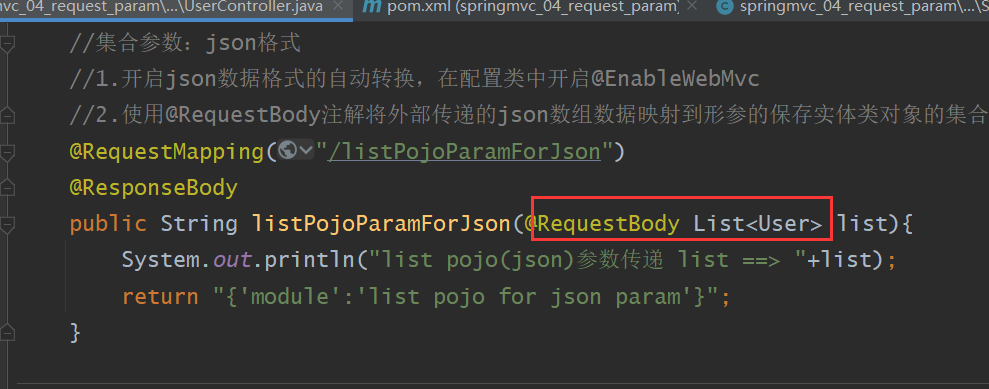 mvc_04_request_param\...\UserController.java pom.xml (springmvc_04_request_param) springmvc_04_request_param\...\S
//集合参数：json格式
//1.开启json数据格式的自动转换，在配置类中开启@EnableWebMvc
//2.使用@RequestBody注解将外部传递的json数组数据映射到形参的保存实体类对象的集合
@RequestMapping("/listPojoParamForJson")
@ResponseBody
public String listPojoParamForJson(@RequestBody List<User> list){
System.out.println("list pojo(json)参数传递 list ==> "+list);
return "{'module':'list pojo for json param'}";
}